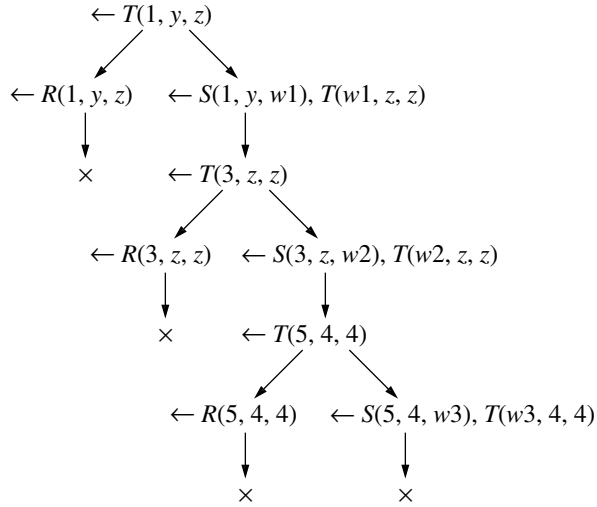 ← T(1, y, z)
← R(1, y, z) ← S(1, y, w1), T(w1, z, z)
× ← T(3, z, z)
← R(3, z, z) ← S(3, z, w2), T(w2, z, z)
× ← T(5, 4, 4)
← R(5, 4, 4) ← S(5, 4, w3), T(w3, 4, 4)
× ×